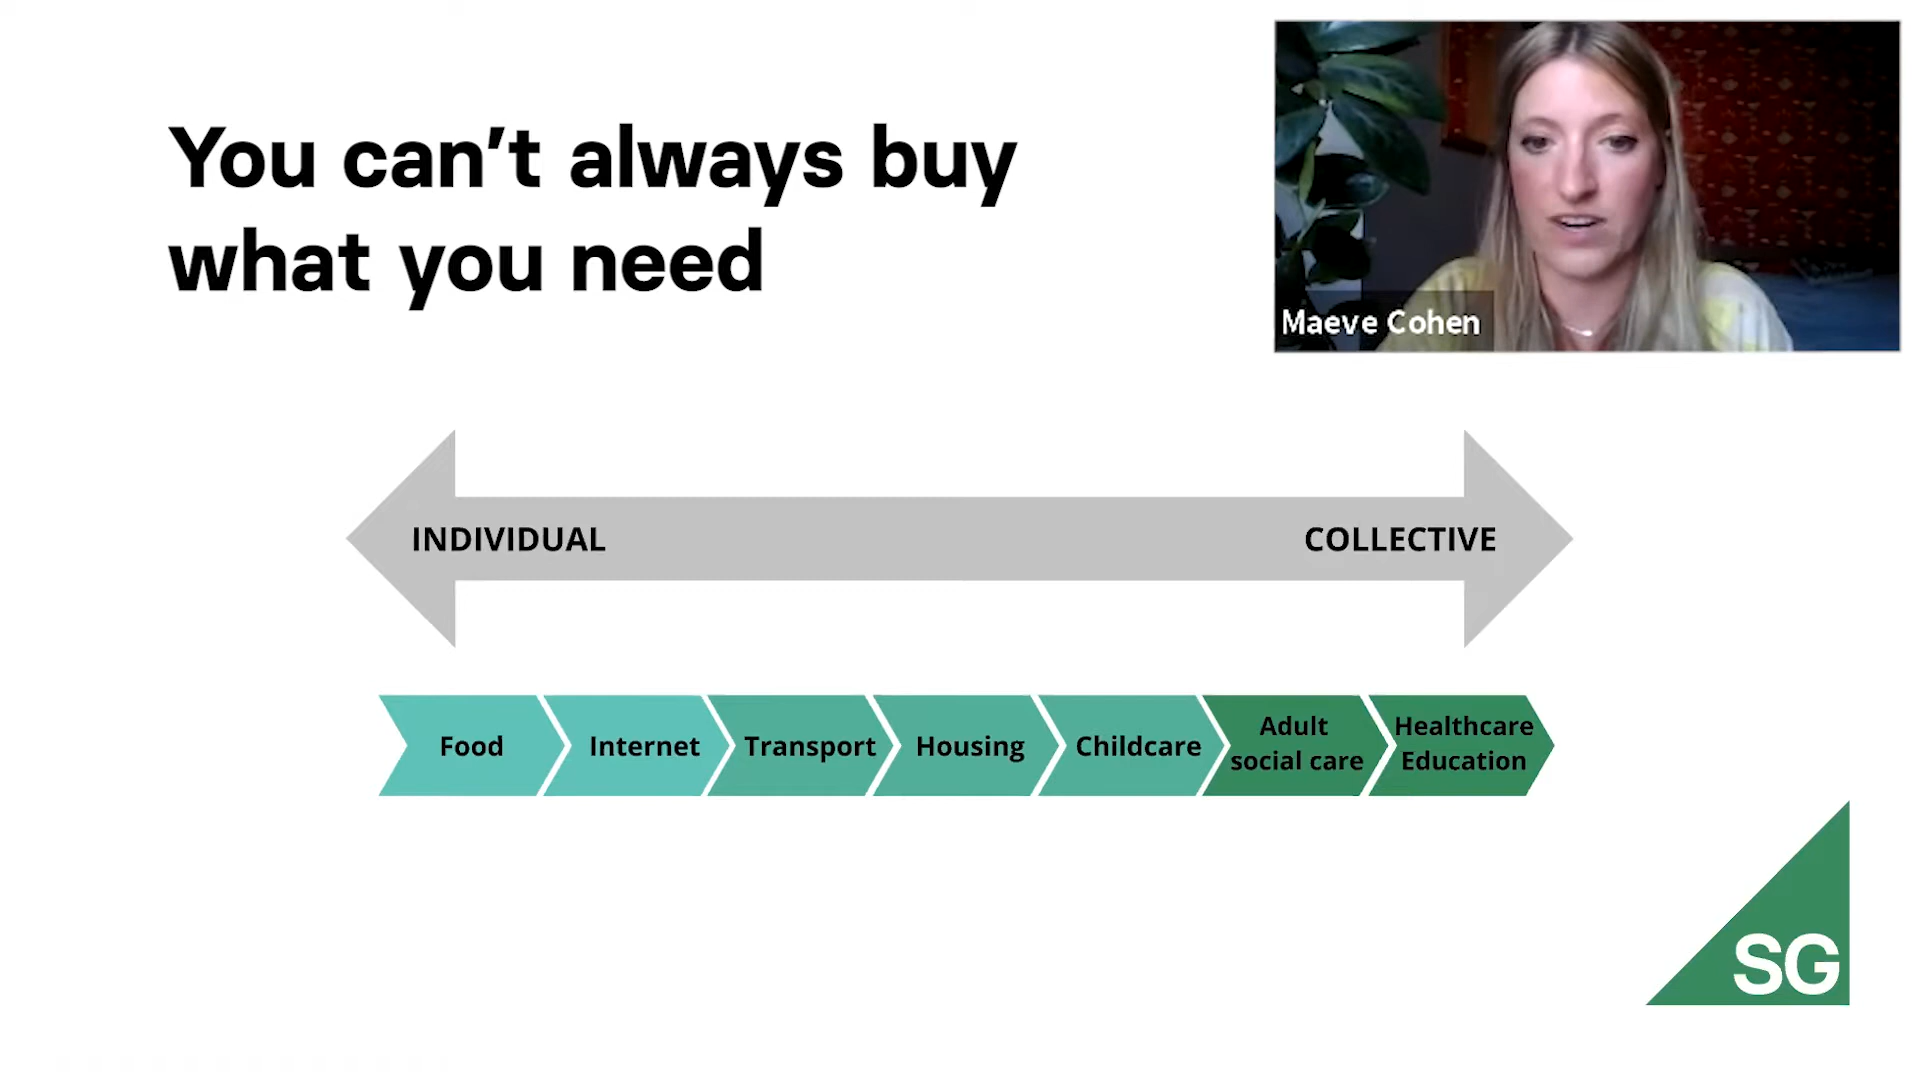 You can’t always buy
what you need
Maeve Cohen
INDIVIDUAL
COLLECTIVE
Food
Internet
Transport
Housing
Childcare
Adult
social care
Healthcare
Education
SG